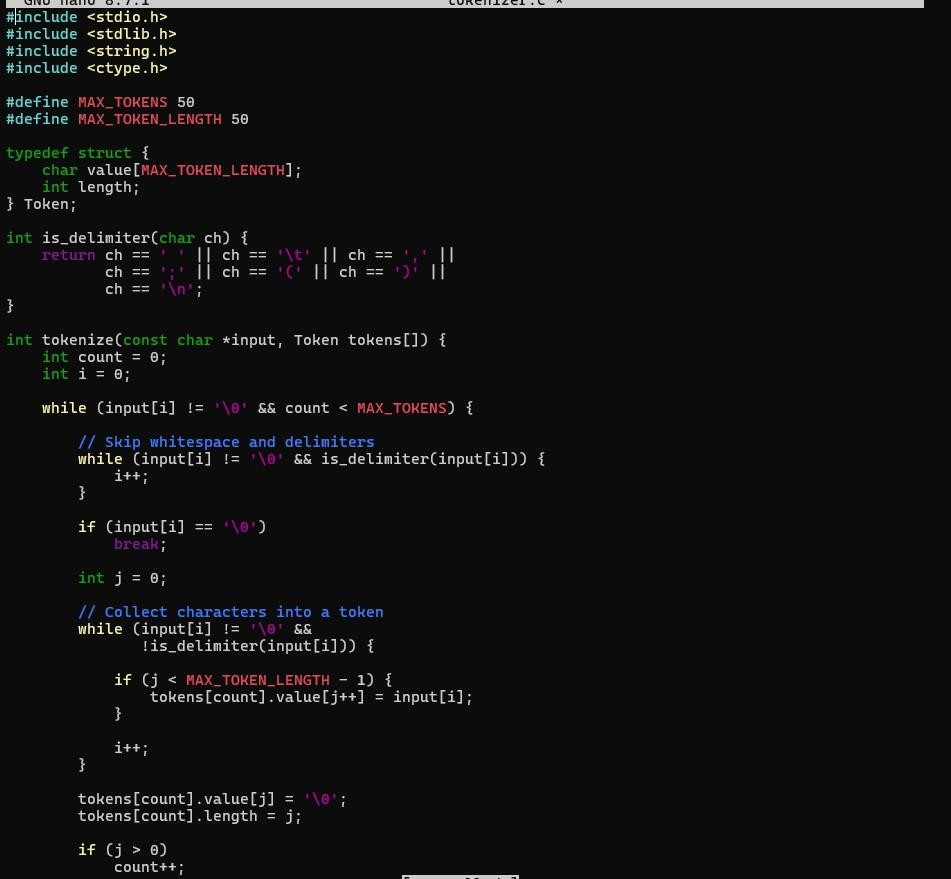 GNU nano 8.7.1 tokenizer.c *
#include <stdio.h>
#include <stdlib.h>
#include <string.h>
#include <ctype.h>

#define MAX_TOKENS 50
#define MAX_TOKEN_LENGTH 50

typedef struct {
    char value[MAX_TOKEN_LENGTH];
    int length;
} Token;

int is_delimiter(char ch) {
    return ch == ' ' || ch == '\t' || ch == ',' ||
           ch == ';' || ch == '(' || ch == ')' ||
           ch == '\n';
}

int tokenize(const char *input, Token tokens[]) {
    int count = 0;
    int i = 0;

    while (input[i] != '\0' && count < MAX_TOKENS) {

        // Skip whitespace and delimiters
        while (input[i] != '\0' && is_delimiter(input[i])) {
            i++;
        }

        if (input[i] == '\0')
            break;

        int j = 0;

        // Collect characters into a token
        while (input[i] != '\0' &&
               !is_delimiter(input[i])) {

            if (j < MAX_TOKEN_LENGTH - 1) {
                tokens[count].value[j++] = input[i];
            }

            i++;
        }

        tokens[count].value[j] = '\0';
        tokens[count].length = j;

        if (j > 0)
            count++;